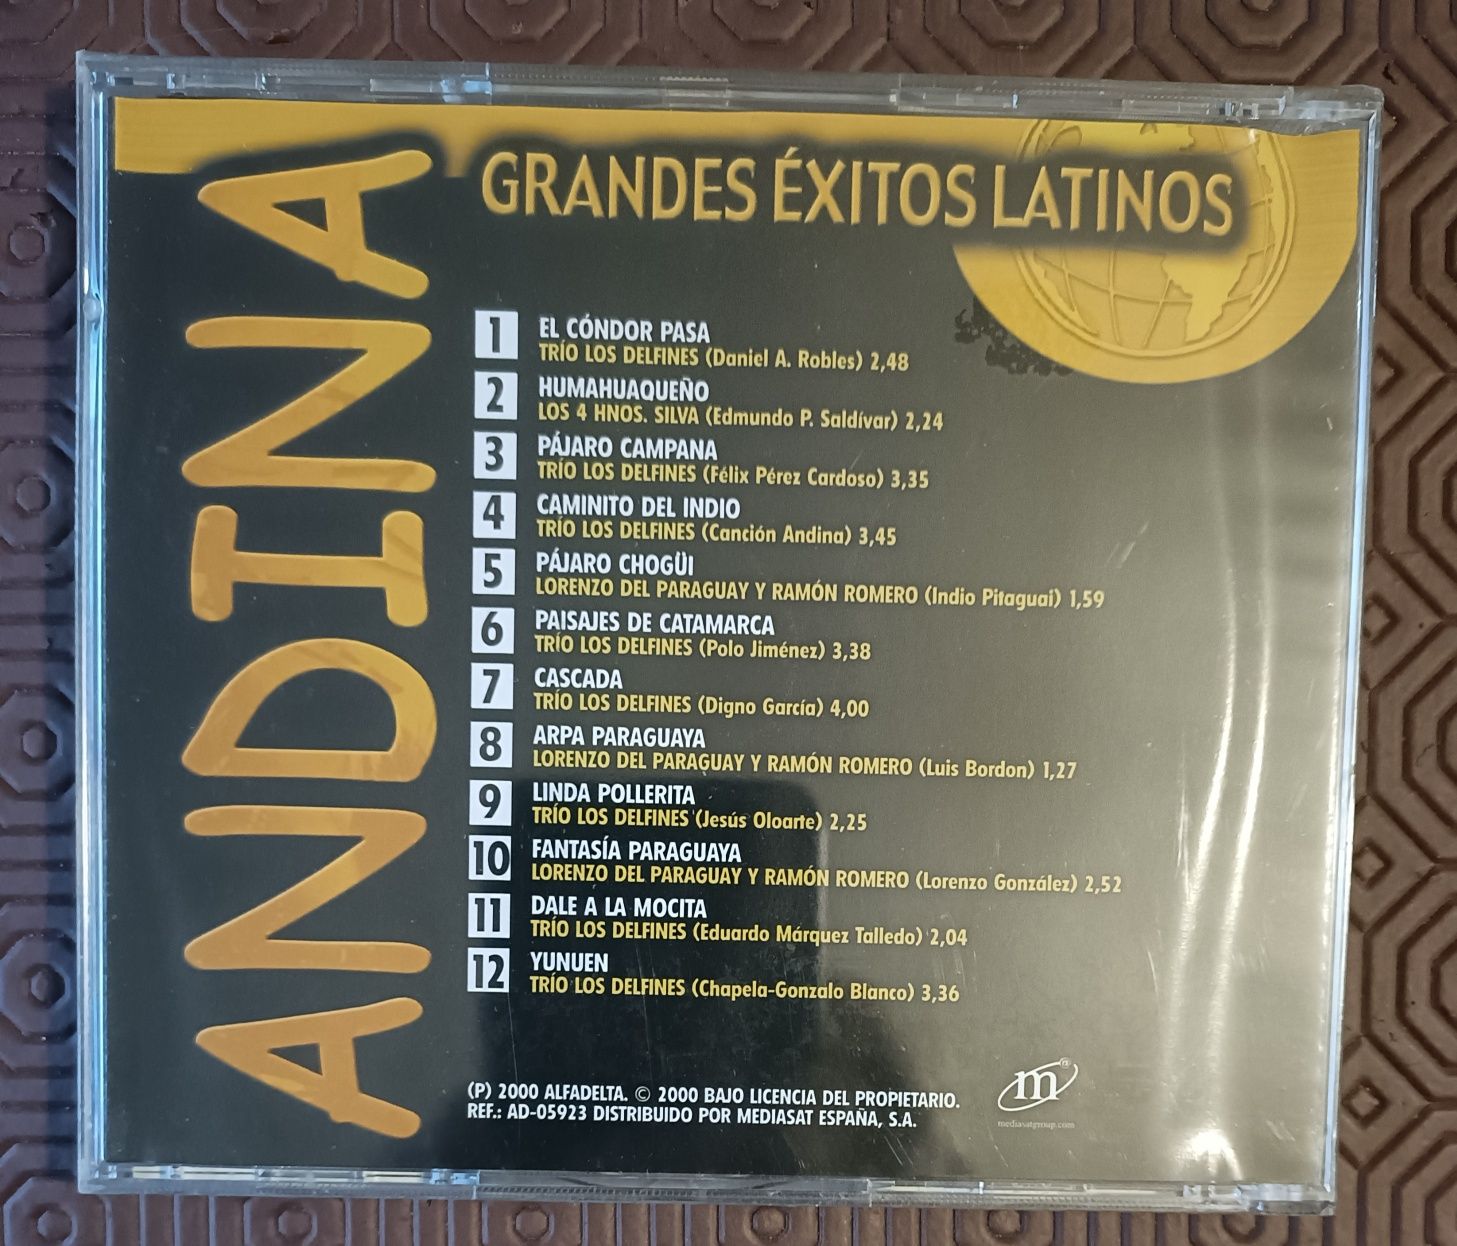 ANDINA
GRANDES ÉXITOS LATINOS
1 EL CÓNDOR PASA
TRÍO LOS DELFINES (Daniel A. Robles) 2,48
2 HUMAHUAQUEÑO
LOS 4 HNOS. SILVA (Edmundo P. Saldívar) 2,24
3 PÁJARO CAMPANA
TRÍO LOS DELFINES (Félix Pérez Cardoso) 3,35
4 CAMINITO DEL INDIO
TRÍO LOS DELFINES (Canción Andina) 3,45
5 PÁJARO CHOGÜI
LORENZO DEL PARAGUAY Y RAMÓN ROMERO (Indio Pitaguai) 1,59
6 PAISAJES DE CATAMARCA
TRÍO LOS DELFINES (Polo Jiménez) 3,38
7 CASCADA
TRÍO LOS DELFINES (Digno García) 4,00
8 ARPA PARAGUAYA
LORENZO DEL PARAGUAY Y RAMÓN ROMERO (Luis Bordon) 1,27
9 LINDA POLLERITA
TRÍO LOS DELFINES (Jesús Oloarte) 2,25
10 FANTASÍA PARAGUAYA
LORENZO DEL PARAGUAY Y RAMÓN ROMERO (Lorenzo González) 2,52
11 DALE A LA MOCITA
TRÍO LOS DELFINES (Eduardo Márquez Talledo) 2,04
12 YUNUEN
TRÍO LOS DELFINES (Chapela-Gonzalo Blanco) 3,36
(P) 2000 ALFADELTA. © 2000 BAJO LICENCIA DEL PROPIETARIO.
REF.: AD-05923 DISTRIBUIDO POR MEDIASAT ESPAÑA, S.A.
m
mediasatgroup.com